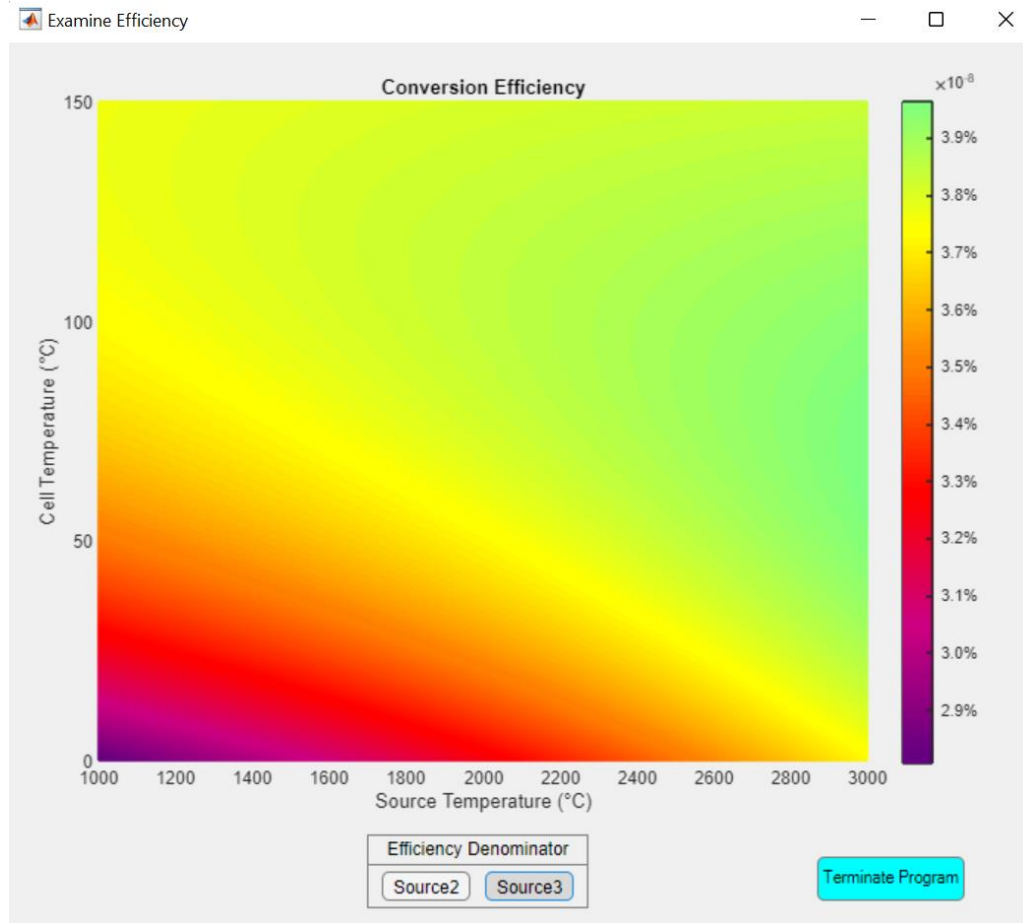 Examine Efficiency
Conversion Efficiency
×10⁻⁸
150
100
50
0
Cell Temperature (°C)
1000 1200 1400 1600 1800 2000 2200 2400 2600 2800 3000
Source Temperature (°C)
3.9%
3.8%
3.7%
3.6%
3.5%
3.4%
3.3%
3.2%
3.1%
3.0%
2.9%
Efficiency Denominator
Source2 Source3
Terminate Program